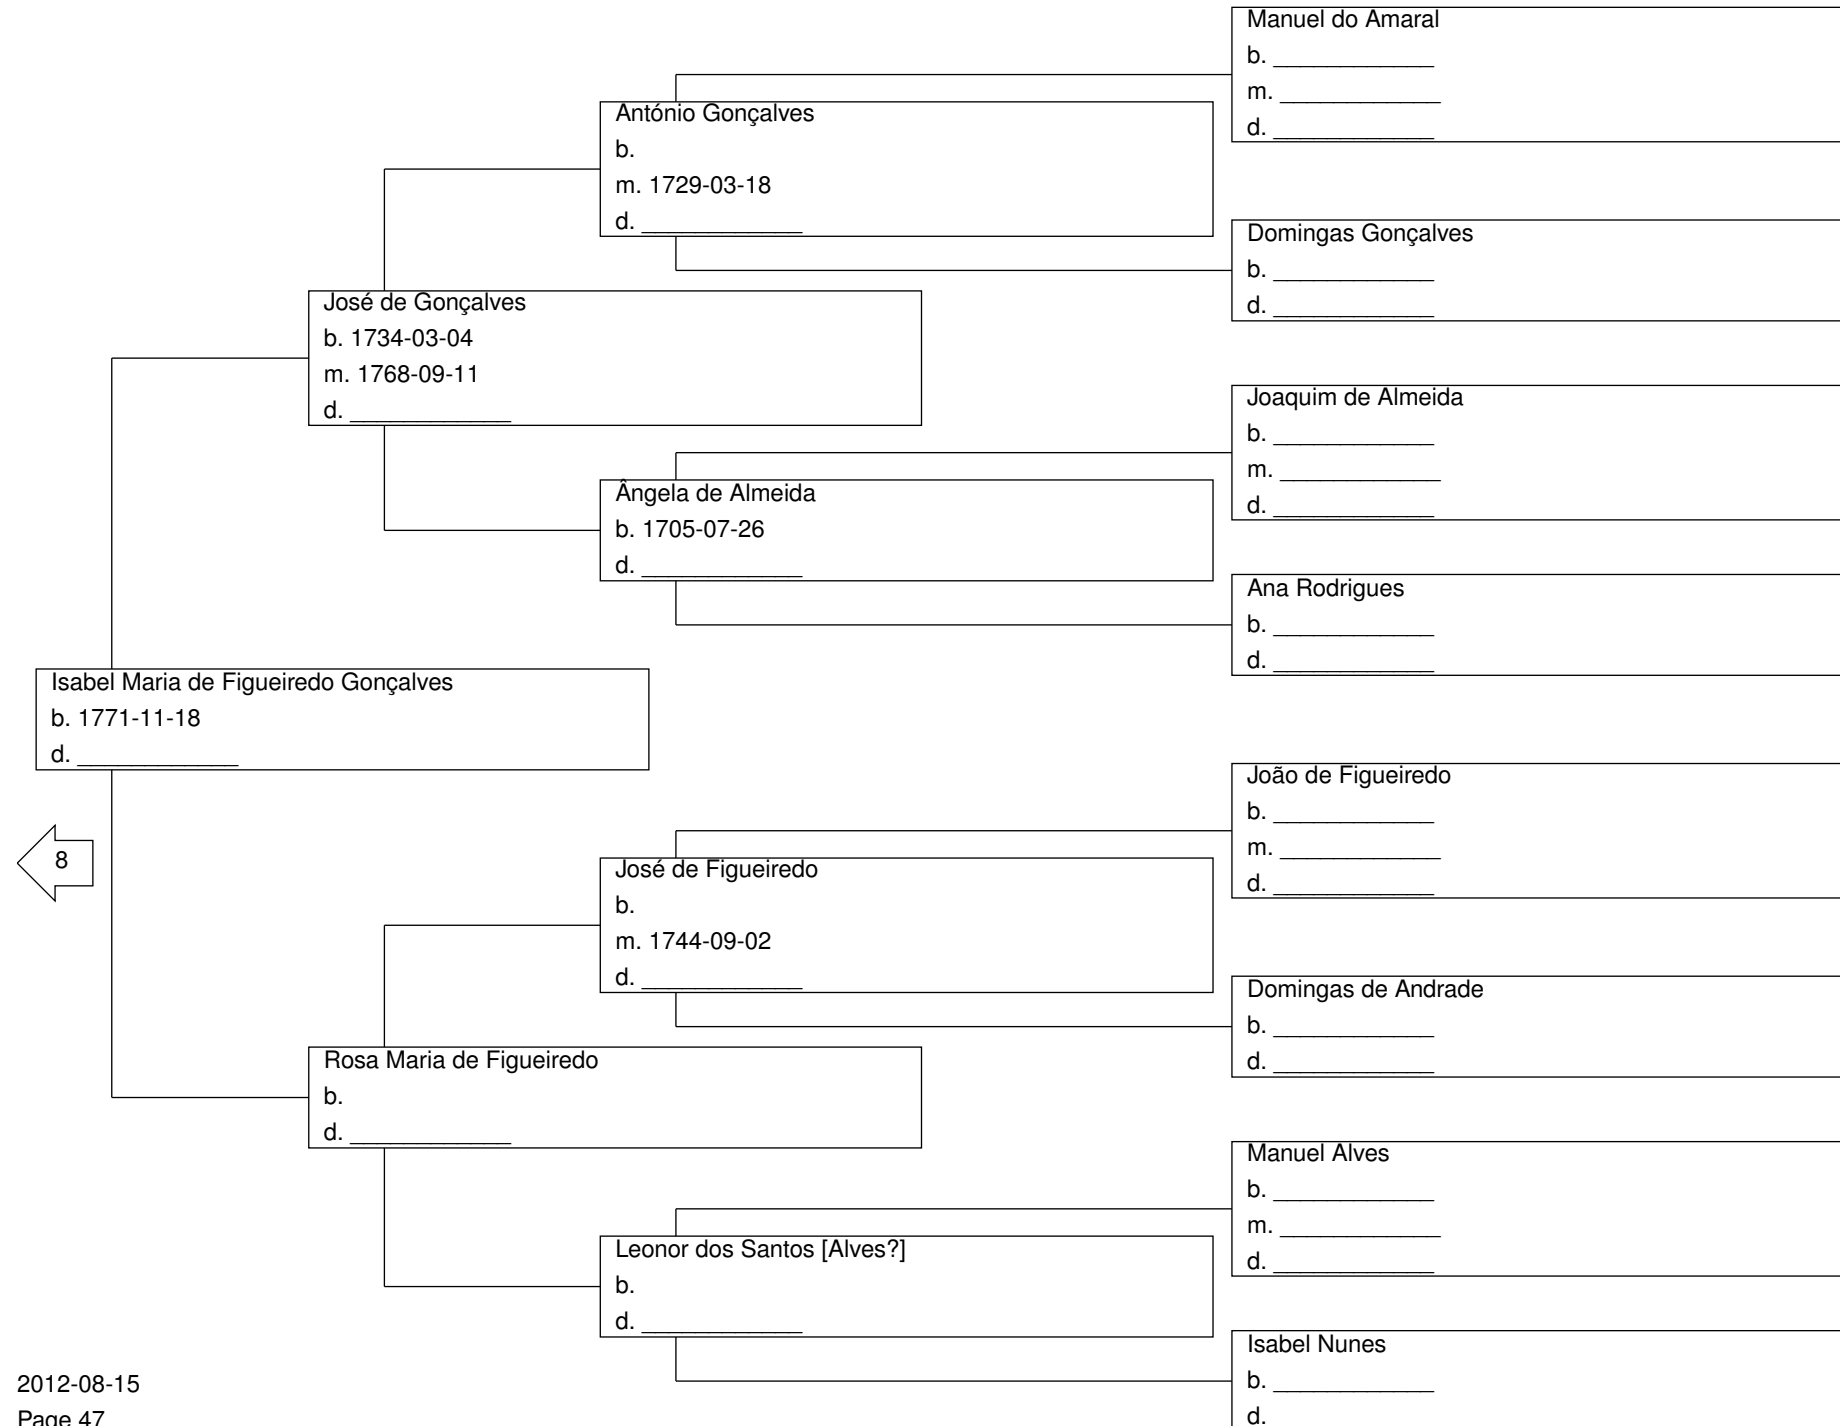 Manuel do Amaral
b. ____________
m. ____________
d. ____________
António Gonçalves
b.
m. 1729-03-18
d. ____________
Domingas Gonçalves
b. ____________
d. ____________
José de Gonçalves
b. 1734-03-04
m. 1768-09-11
d. ____________
Joaquim de Almeida
b. ____________
m. ____________
d. ____________
Ângela de Almeida
b. 1705-07-26
d. ____________
Ana Rodrigues
b. ____________
d. ____________
Isabel Maria de Figueiredo Gonçalves
b. 1771-11-18
d. ____________
8
João de Figueiredo
b. ____________
m. ____________
d. ____________
José de Figueiredo
b.
m. 1744-09-02
d. ____________
Domingas de Andrade
b. ____________
d. ____________
Rosa Maria de Figueiredo
b.
d. ____________
Manuel Alves
b. ____________
m. ____________
d. ____________
Leonor dos Santos [Alves?]
b.
d. ____________
Isabel Nunes
b. ____________
d.
2012-08-15
Page 47